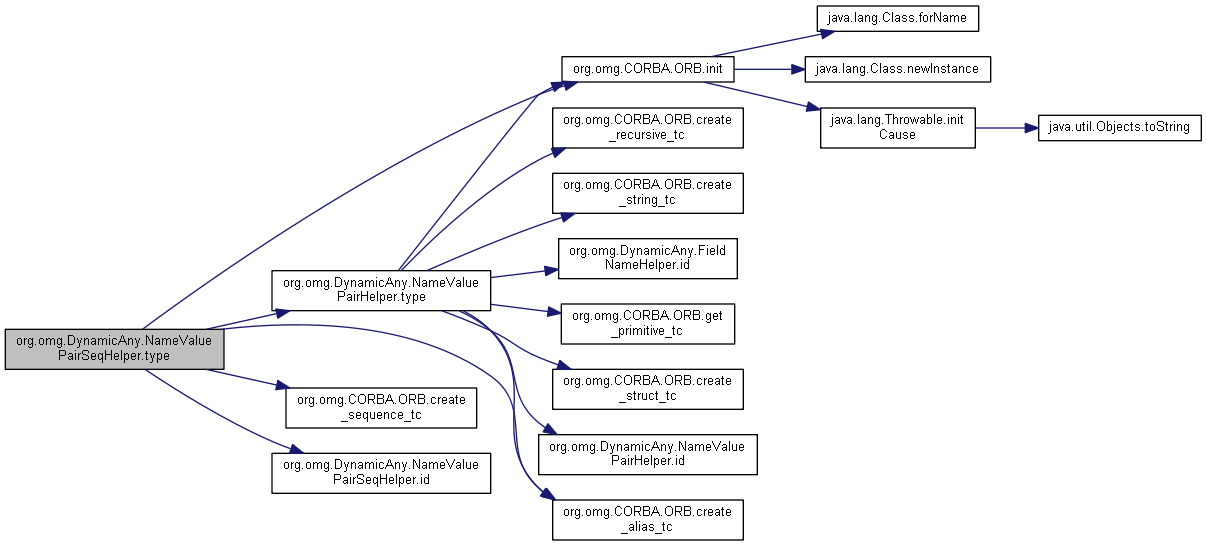 java.lang.Class.forName
org.omg.CORBA.ORB.init
java.lang.Class.newInstance
org.omg.CORBA.ORB.create
_recursive_tc
java.lang.Throwable.init
Cause
java.util.Objects.toString
org.omg.CORBA.ORB.create
_string_tc
org.omg.DynamicAny.Field
NameHelper.id
org.omg.DynamicAny.NameValue
PairHelper.type
org.omg.CORBA.ORB.get
_primitive_tc
org.omg.DynamicAny.NameValue
PairSeqHelper.type
org.omg.CORBA.ORB.create
_struct_tc
org.omg.CORBA.ORB.create
_sequence_tc
org.omg.DynamicAny.NameValue
PairHelper.id
org.omg.DynamicAny.NameValue
PairSeqHelper.id
org.omg.CORBA.ORB.create
_alias_tc